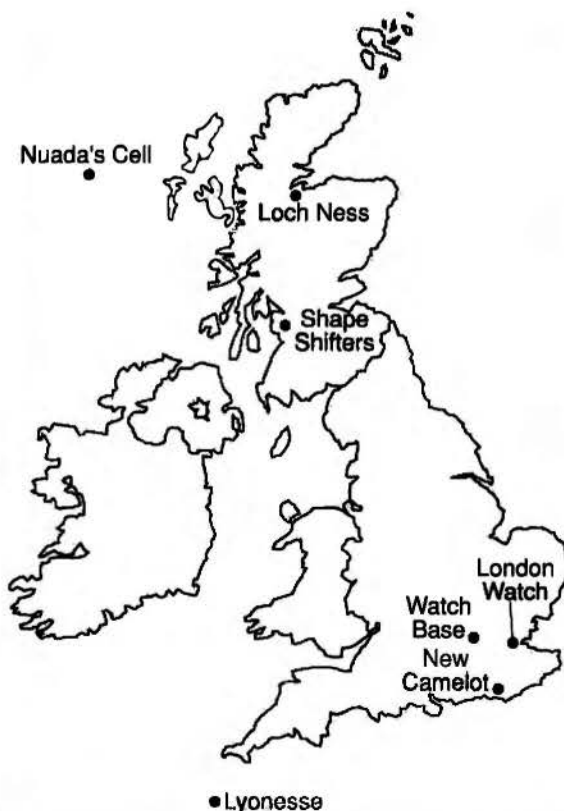 Nuada's Cell
Loch Ness
Shape
Shifters
London
Watch
Watch
Base
New
Camelot
Lyonesse